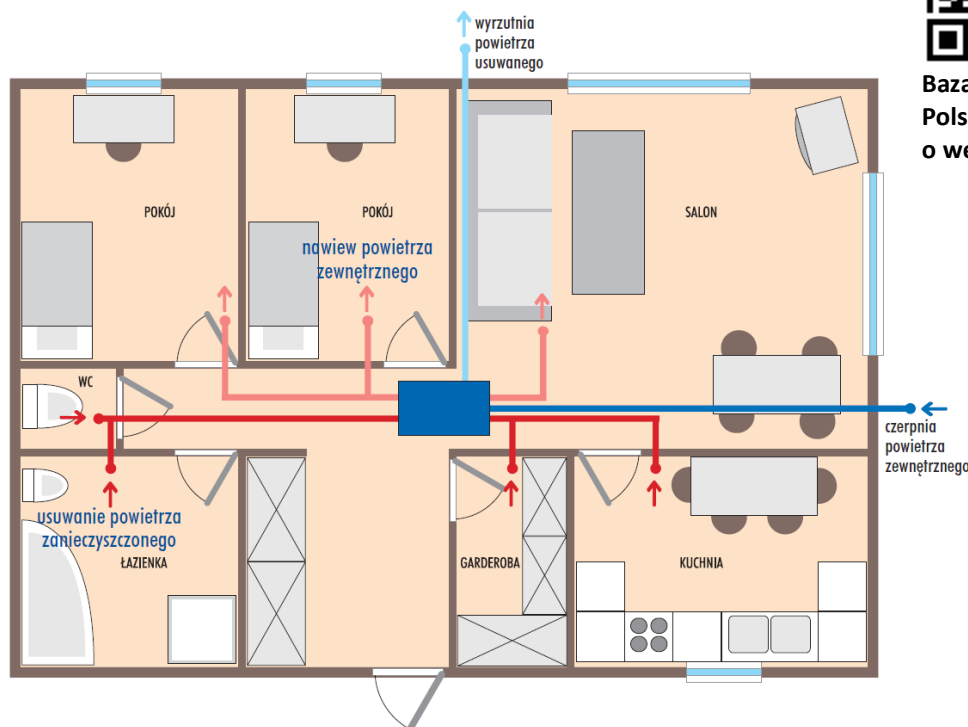 wyrzutnia
powietrza
usuwanego
Baza
Pols
o we
POKÓJ
POKÓJ
SALON
nawiew powietrza
zewnętrznego
WC
czerpnia
powietrza
zewnętrznego
usuwanie powietrza
zanieczyszczonego
ŁAZIENKA
GARDEROBA
KUCHNIA